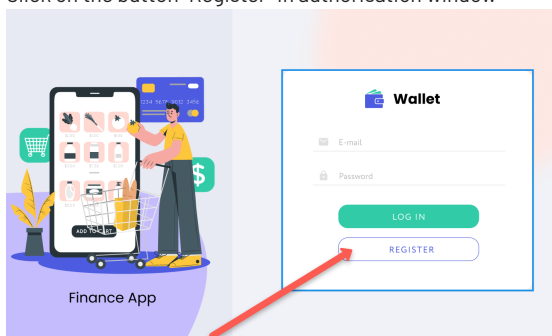 Click on the button "Register" in authorisation window
1234 5678 9012 3456
ADD TO CART
$
Finance App
Wallet
E-mail
Password
LOG IN
REGISTER